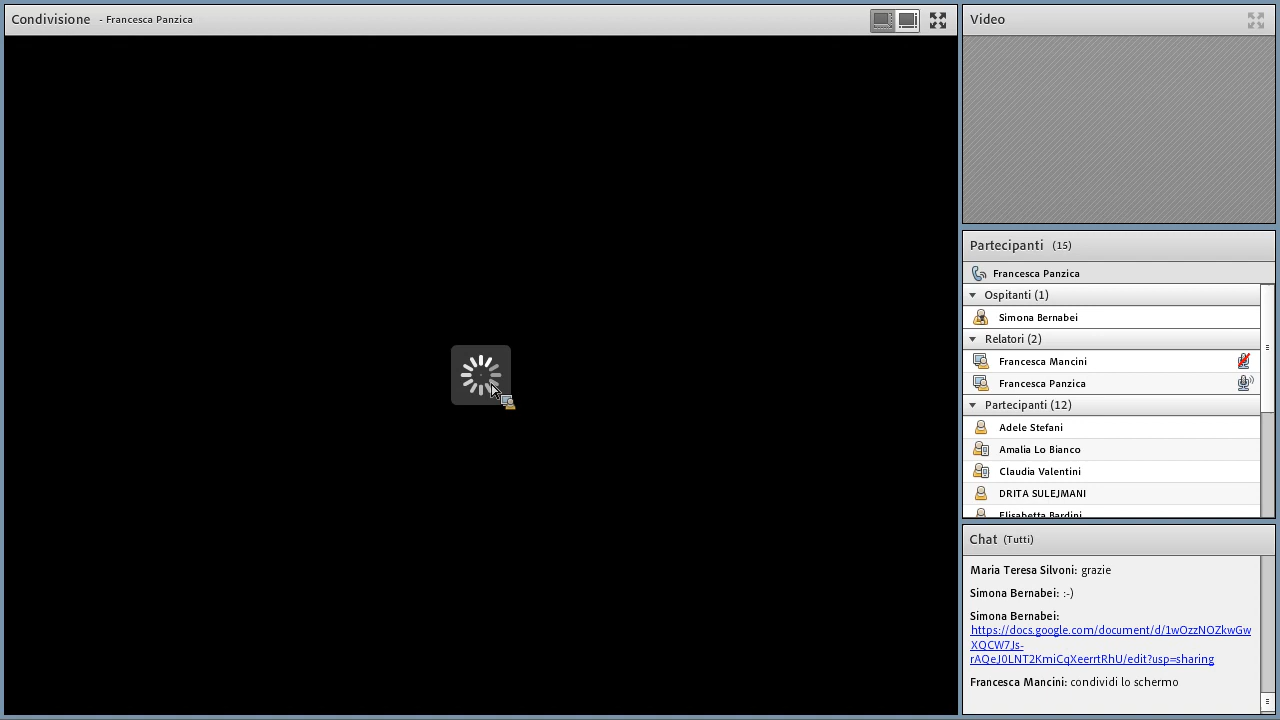 Condivisione - Francesca Panzica
Video
Partecipanti (15)
Francesca Panzica
Ospitanti (1)
Simona Bernabei
Relatori (2)
Francesca Mancini
Francesca Panzica
Partecipanti (12)
Adele Stefani
Amalia Lo Bianco
Claudia Valentini
DRITA SULEJMANI
Elisabetta Bardini
Chat (Tutti)
Maria Teresa Silvoni: grazie
Simona Bernabei: :-)
Simona Bernabei:
https://docs.google.com/document/d/1wOzzNOZkwGw
XQCW7Js-
rAQeJ0LNT2KmiCqXeerrtRhU/edit?usp=sharing
Francesca Mancini: condividi lo schermo